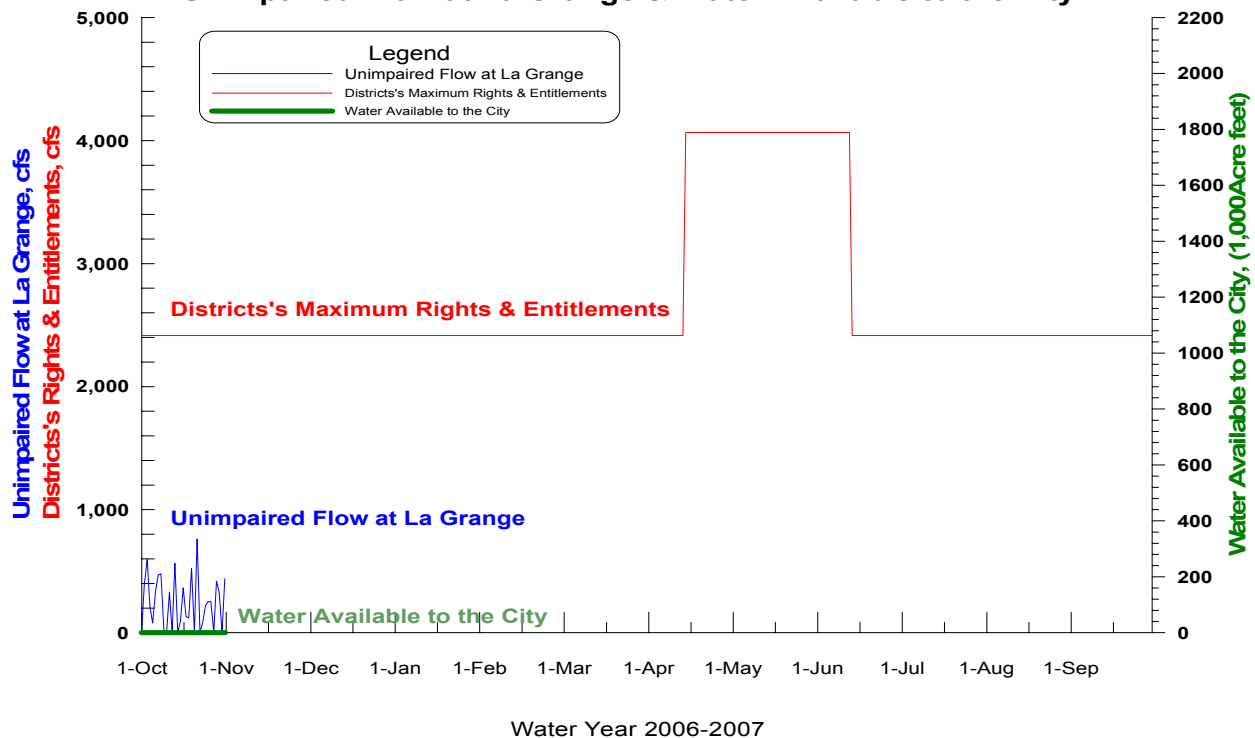 5,000
4,000
3,000
2,000
1,000
0
2200
2000
1800
1600
1400
1200
1000
800
600
400
200
0
Legend
Unimpaired Flow at La Grange
Districts's Maximum Rights & Entitlements
Water Available to the City
Unimpaired Flow at La Grange, cfs
Districts's Rights & Entitlements, cfs
Water Available to the City, (1,000Acre feet)
Districts's Maximum Rights & Entitlements
Unimpaired Flow at La Grange
Water Available to the City
1-Oct 1-Nov 1-Dec 1-Jan 1-Feb 1-Mar 1-Apr 1-May 1-Jun 1-Jul 1-Aug 1-Sep
Water Year 2006-2007